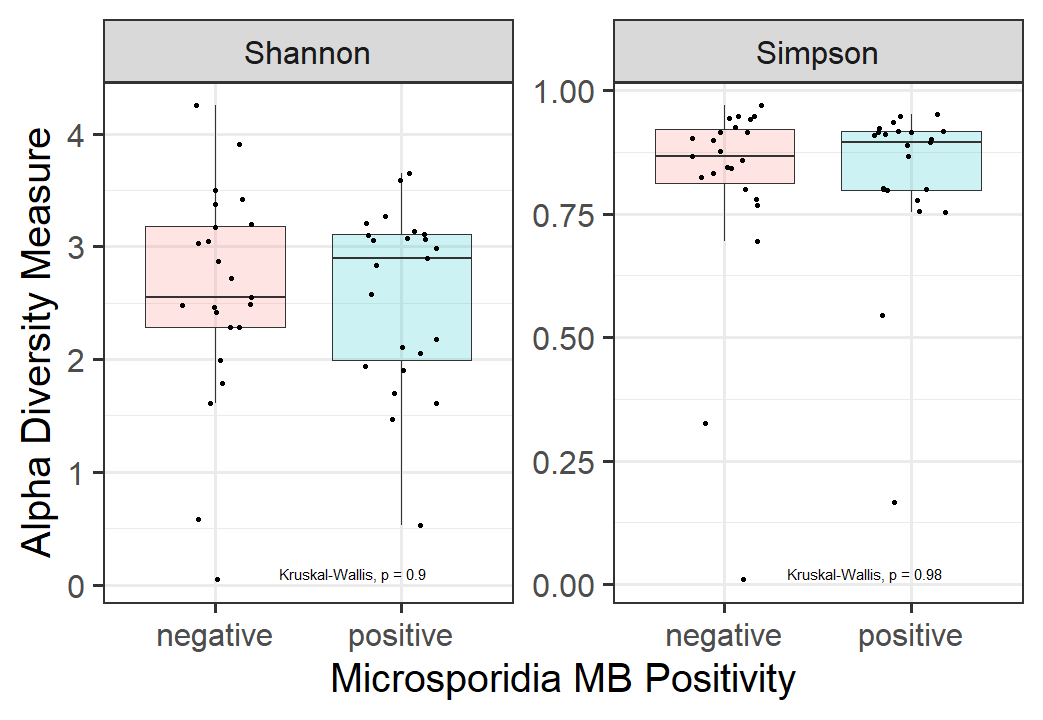 Shannon
Simpson
Alpha Diversity Measure
4
3
2
1
0
1.00
0.75
0.50
0.25
0.00
Kruskal-Wallis, p = 0.9
Kruskal-Wallis, p = 0.98
negative
positive
negative
positive
Microsporidia MB Positivity